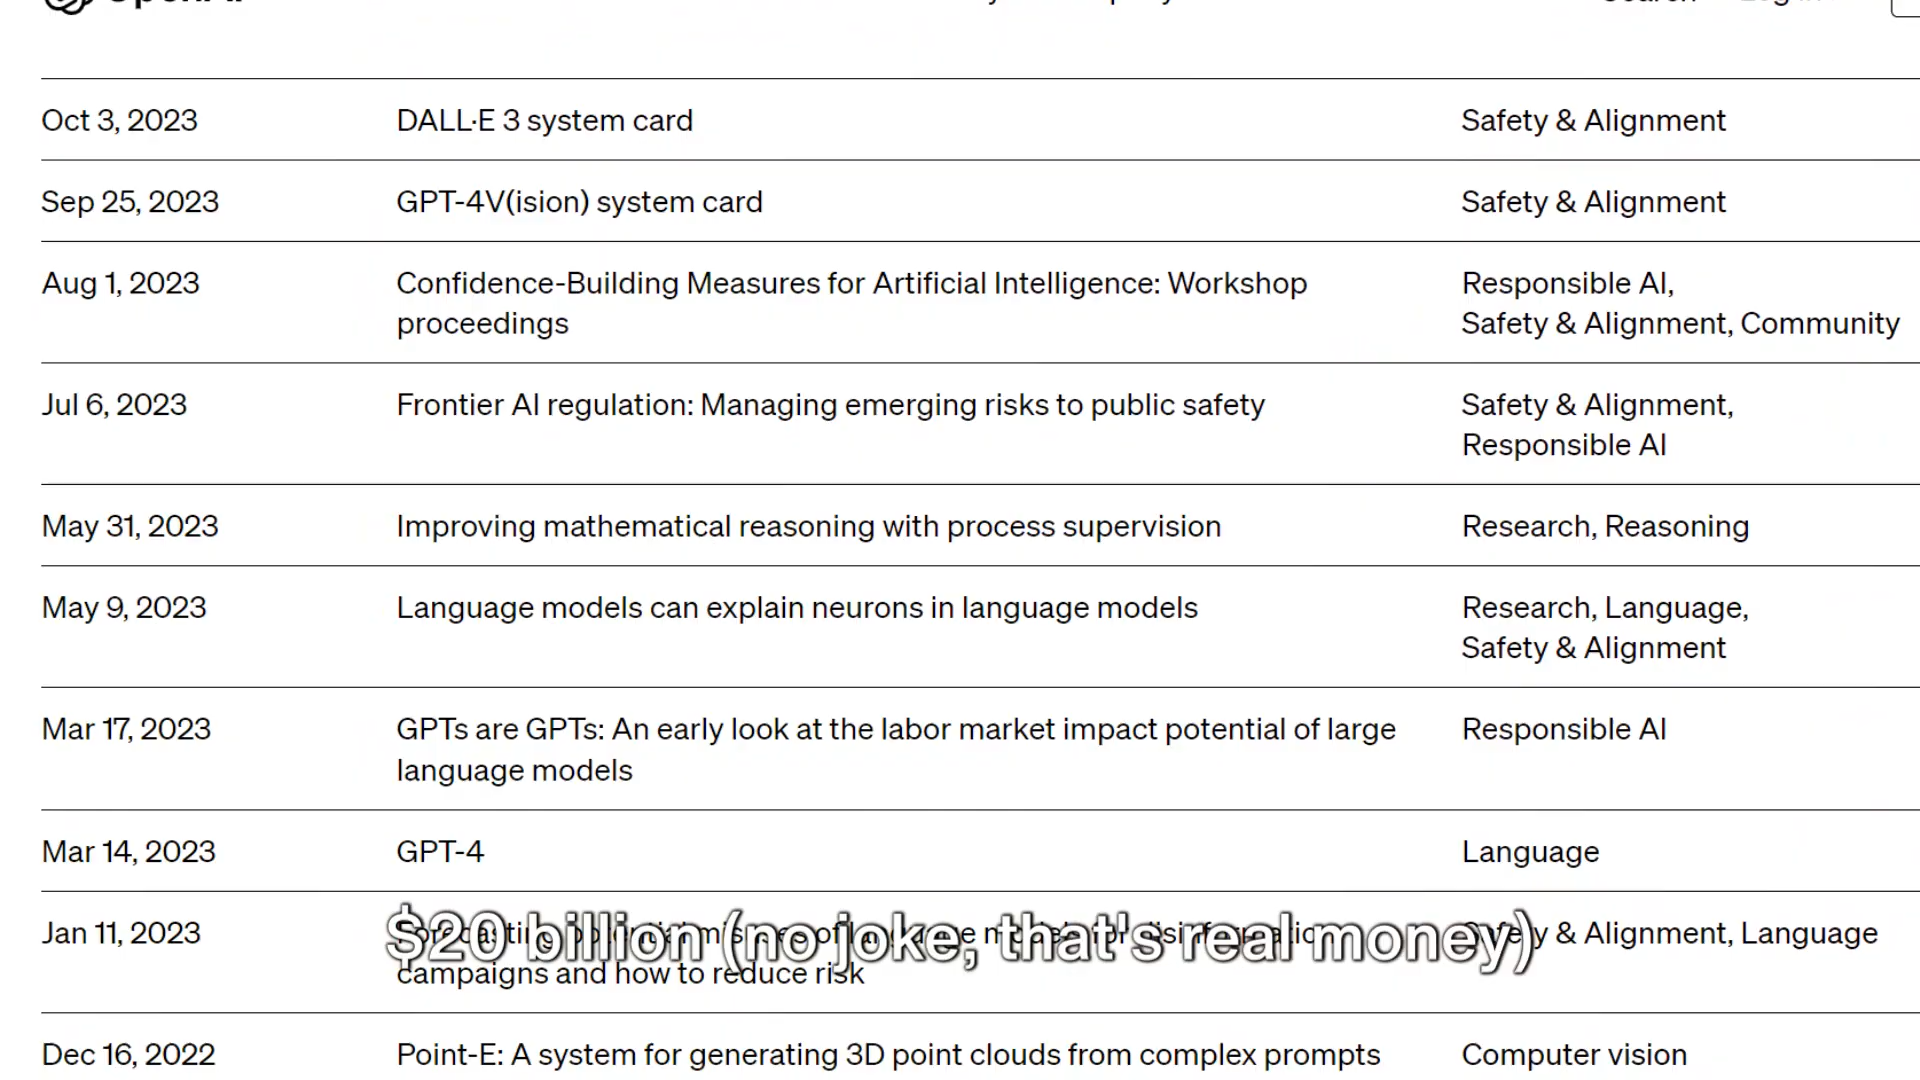 Oct 3, 2023 DALL·E 3 system card Safety & Alignment
Sep 25, 2023 GPT-4V(ision) system card Safety & Alignment
Aug 1, 2023 Confidence-Building Measures for Artificial Intelligence: Workshop Responsible AI,
proceedings Safety & Alignment, Community
Jul 6, 2023 Frontier AI regulation: Managing emerging risks to public safety Safety & Alignment,
Responsible AI
May 31, 2023 Improving mathematical reasoning with process supervision Research, Reasoning
May 9, 2023 Language models can explain neurons in language models Research, Language,
Safety & Alignment
Mar 17, 2023 GPTs are GPTs: An early look at the labor market impact potential of large Responsible AI
language models
Mar 14, 2023 GPT-4 Language
Jan 11, 2023 & Alignment, Language
$20 billion (no joke, that's real money)
campaigns and how to reduce risk
Dec 16, 2022 Point-E: A system for generating 3D point clouds from complex prompts Computer vision